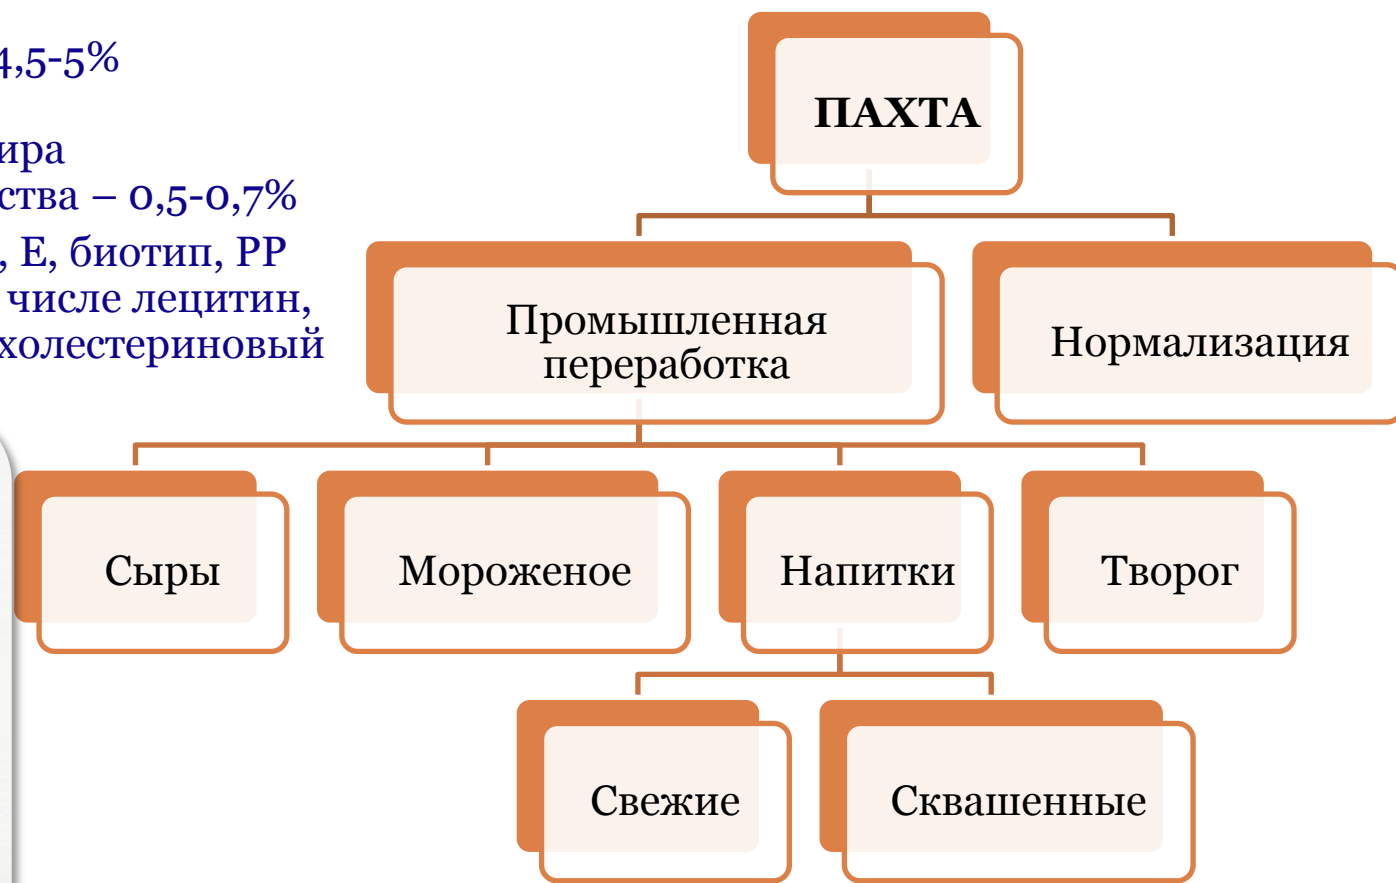 4,5-5%
ира
ства – 0,5-0,7%
, Е, биотип, РР
числе лецитин,
холестериновый
ПАХТА
Промышленная
переработка
Нормализация
Сыры
Мороженое
Напитки
Творог
Свежие
Сквашенные